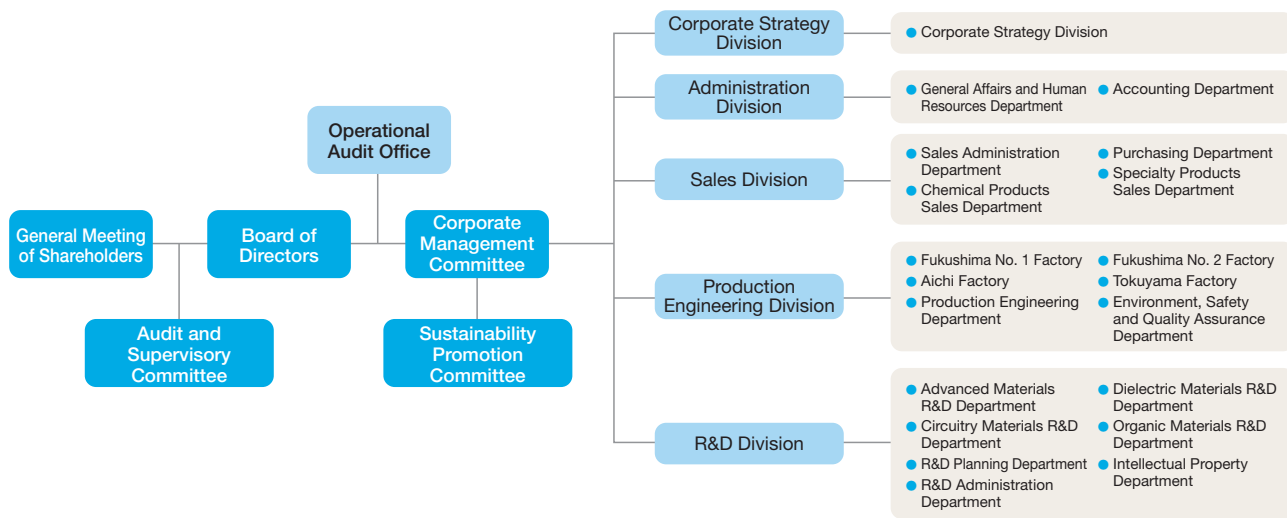 General Meeting
of Shareholders
Audit and
Supervisory
Committee
Board of
Directors
Operational
Audit Office
Corporate
Management
Committee
Sustainability
Promotion
Committee
Corporate Strategy
Division
● Corporate Strategy Division
Administration
Division
● General Affairs and Human
Resources Department
● Accounting Department
Sales Division
● Sales Administration
Department
● Chemical Products
Sales Department
● Purchasing Department
● Specialty Products
Sales Department
Production
Engineering Division
● Fukushima No. 1 Factory
● Aichi Factory
● Production Engineering
Department
● Fukushima No. 2 Factory
● Tokuyama Factory
● Environment, Safety
and Quality Assurance
Department
R&D Division
● Advanced Materials
R&D Department
● Circuitry Materials R&D
Department
● R&D Planning Department
● R&D Administration
Department
● Dielectric Materials R&D
Department
● Organic Materials R&D
Department
● Intellectual Property
Department